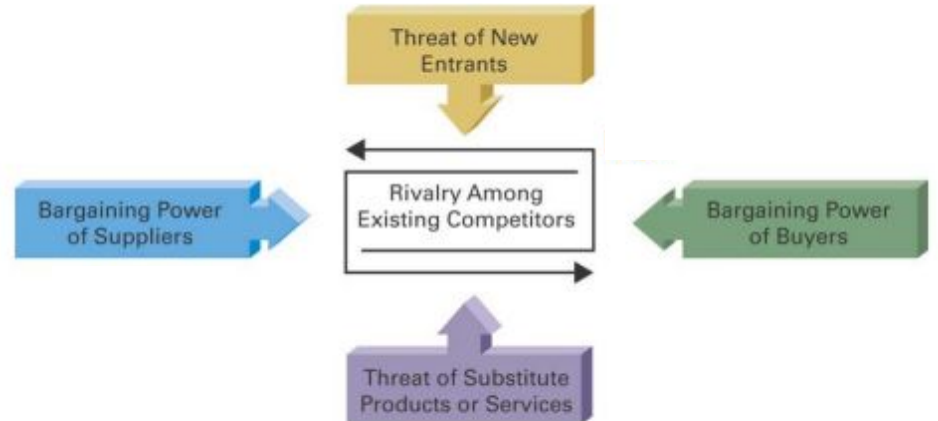 Threat of New
Entrants
Bargaining Power
of Suppliers
Rivalry Among
Existing Competitors
Bargaining Power
of Buyers
Threat of Substitute
Products or Services